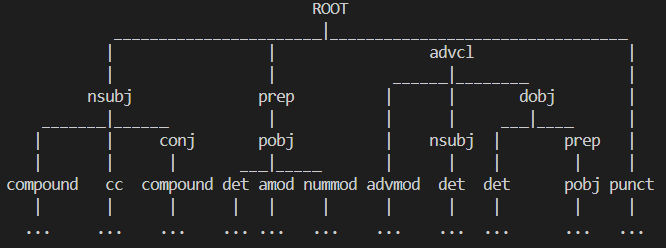 ROOT
advcl
nsubj prep dobj
conj pobj nsubj prep
compound cc compound det amod nummod advmod det det pobj punct
... ... ... ... ... ... ... ... ... ... ...